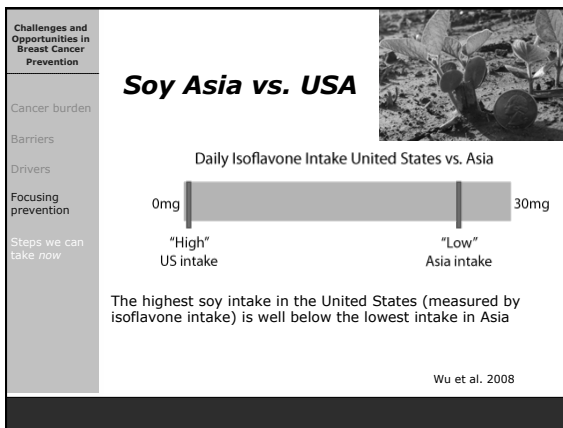 Challenges and
Opportunities in
Breast Cancer
Prevention
Cancer burden
Barriers
Drivers
Focusing
prevention
Steps we can
take now
Soy Asia vs. USA
Daily Isoflavone Intake United States vs. Asia
0mg
30mg
"High"
US intake
"Low"
Asia intake
The highest soy intake in the United States (measured by
isoflavone intake) is well below the lowest intake in Asia
Wu et al. 2008